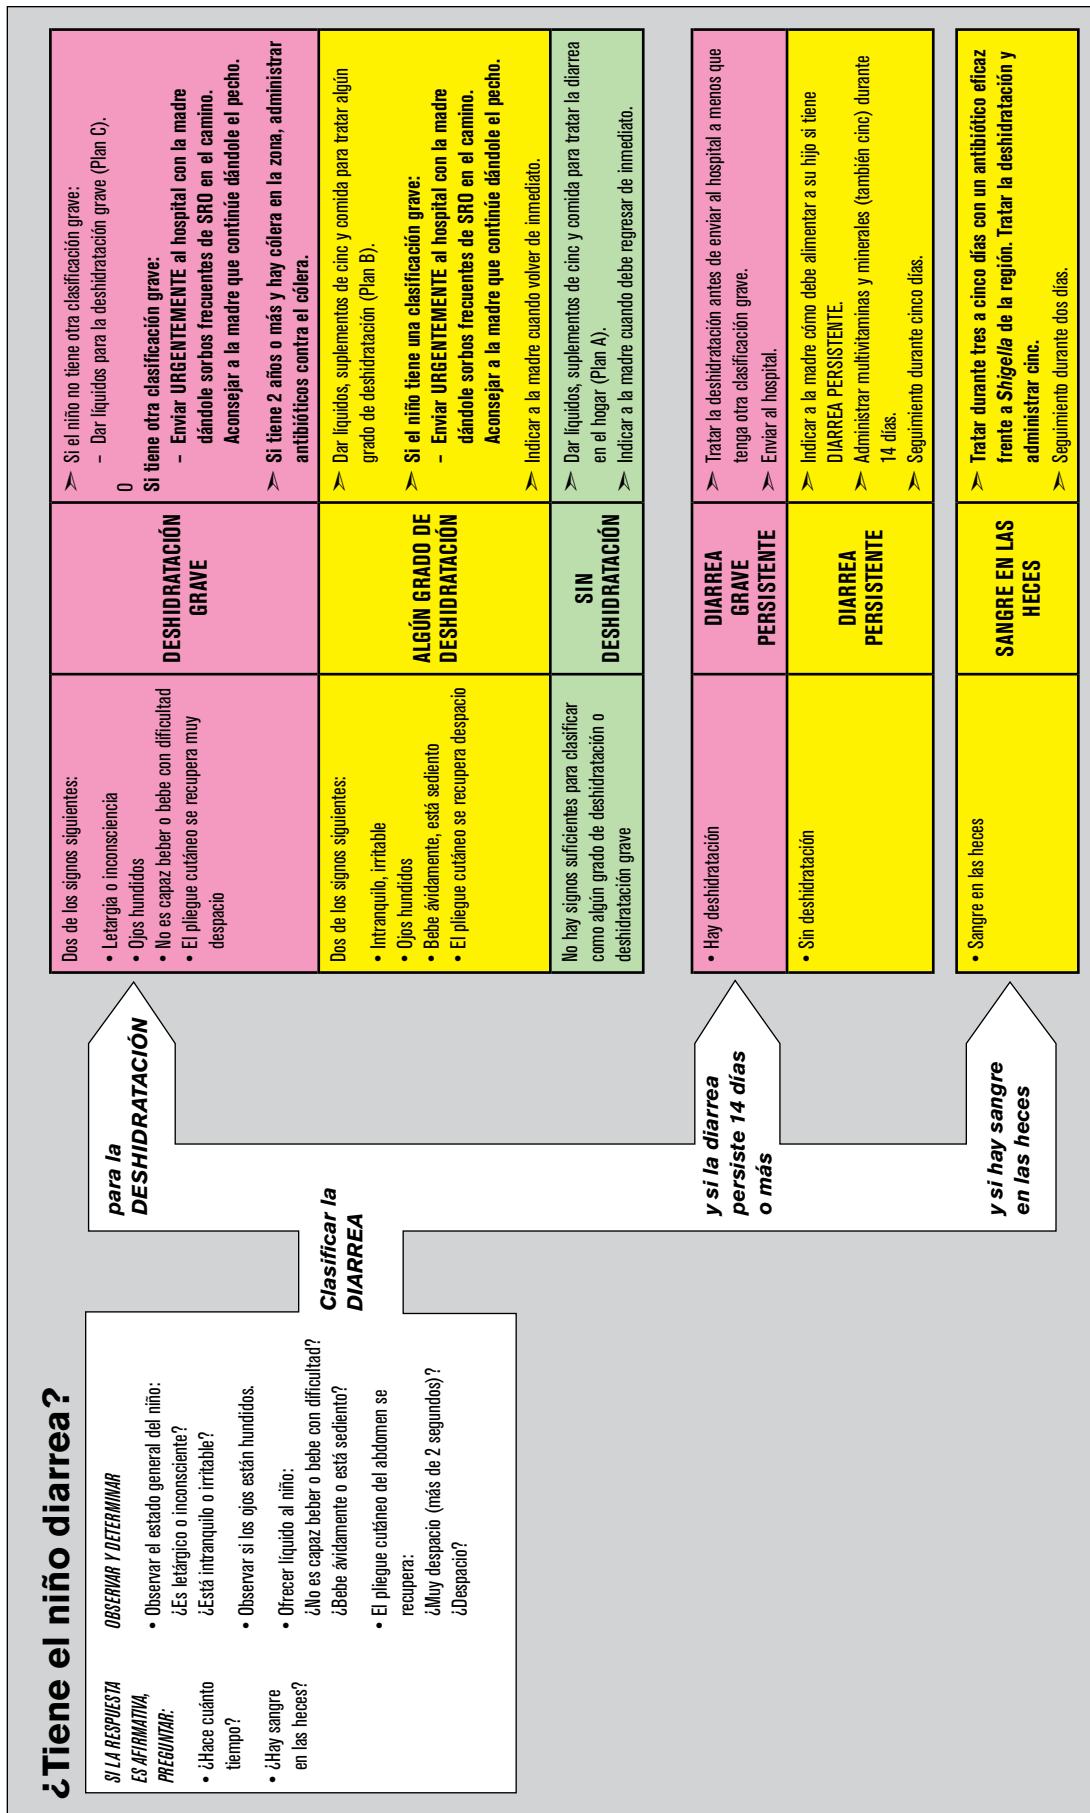 ¿Tiene el niño diarrea?
SI LA RESPUESTA
ES AFIRMATIVA,
PREGUNTAR:
• ¿Hace cuánto
tiempo?
• ¿Hay sangre
en las heces?
OBSERVAR Y DETERMINAR
• Observar el estado general del niño:
¿Es letárgico o inconsciente?
¿Está intranquilo o irritable?
• Observar si los ojos están hundidos.
• Ofrecer líquido al niño:
¿No es capaz beber o bebe con dificultad?
¿Bebe ávidamente o está sediento?
• El pliegue cutáneo del abdomen se
recupera:
¿Muy despacio (más de 2 segundos)?
¿Despacio?
Clasificar la
DIARREA
para la
DESHIDRATACIÓN
Dos de los signos siguientes:
• Letargia o inconsciencia
• Ojos hundidos
• No es capaz beber o bebe con dificultad
• El pliegue cutáneo se recupera muy
despacio
DESHIDRATACIÓN
GRAVE
➢ Si el niño no tiene otra clasificación grave:
– Dar líquidos para la deshidratación grave (Plan C).
O
Si tiene otra clasificación grave:
– Enviar URGENTEMENTE al hospital con la madre
dándole sorbos frecuentes de SRO en el camino.
Aconsejar a la madre que continúe dándole el pecho.
➢ Si tiene 2 años o más y hay cólera en la zona, administrar
antibióticos contra el cólera.
Dos de los signos siguientes:
• Intranquilo, irritable
• Ojos hundidos
• Bebe ávidamente, está sediento
• El pliegue cutáneo se recupera despacio
ALGÚN GRADO DE
DESHIDRATACIÓN
➢ Dar líquidos, suplementos de cinc y comida para tratar algún
grado de deshidratación (Plan B).
➢ Si el niño tiene una clasificación grave:
– Enviar URGENTEMENTE al hospital con la madre
dándole sorbos frecuentes de SRO en el camino.
Aconsejar a la madre que continúe dándole el pecho.
➢ Indicar a la madre cuando volver de inmediato.
No hay signos suficientes para clasificar
como algún grado de deshidratación o
deshidratación grave
SIN
DESHIDRATACIÓN
➢ Dar líquidos, suplementos de cinc y comida para tratar la diarrea
en el hogar (Plan A).
➢ Indicar a la madre cuando debe regresar de inmediato.
y si la diarrea
persiste 14 días
o más
• Hay deshidratación
DIARREA
GRAVE
PERSISTENTE
➢ Tratar la deshidratación antes de enviar al hospital a menos que
tenga otra clasificación grave.
➢ Enviar al hospital.
• Sin deshidratación
DIARREA
PERSISTENTE
➢ Indicar a la madre cómo debe alimentar a su hijo si tiene
DIARREA PERSISTENTE.
➢ Administrar multivitaminas y minerales (también cinc) durante
14 días.
➢ Seguimiento durante cinco días.
y si hay sangre
en las heces
• Sangre en las heces
SANGRE EN LAS
HECES
➢ Tratar durante tres a cinco días con un antibiótico eficaz
frente a Shigella de la región. Tratar la deshidratación y
administrar cinc.
➢ Seguimiento durante dos días.